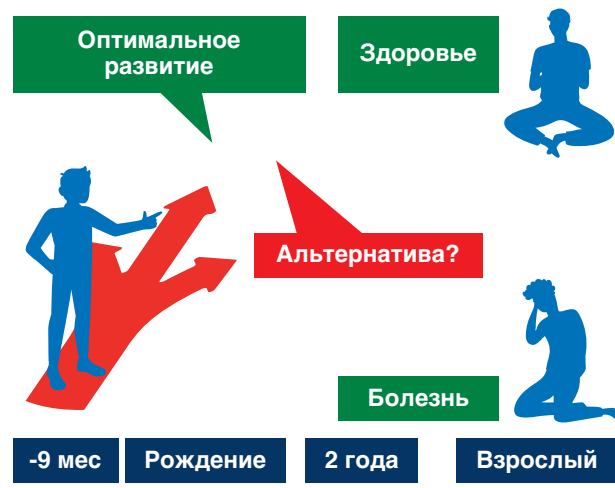 Оптимальное
развитие
Здоровье
Альтернатива?
Болезнь
-9 мес
Рождение
2 года
Взрослый